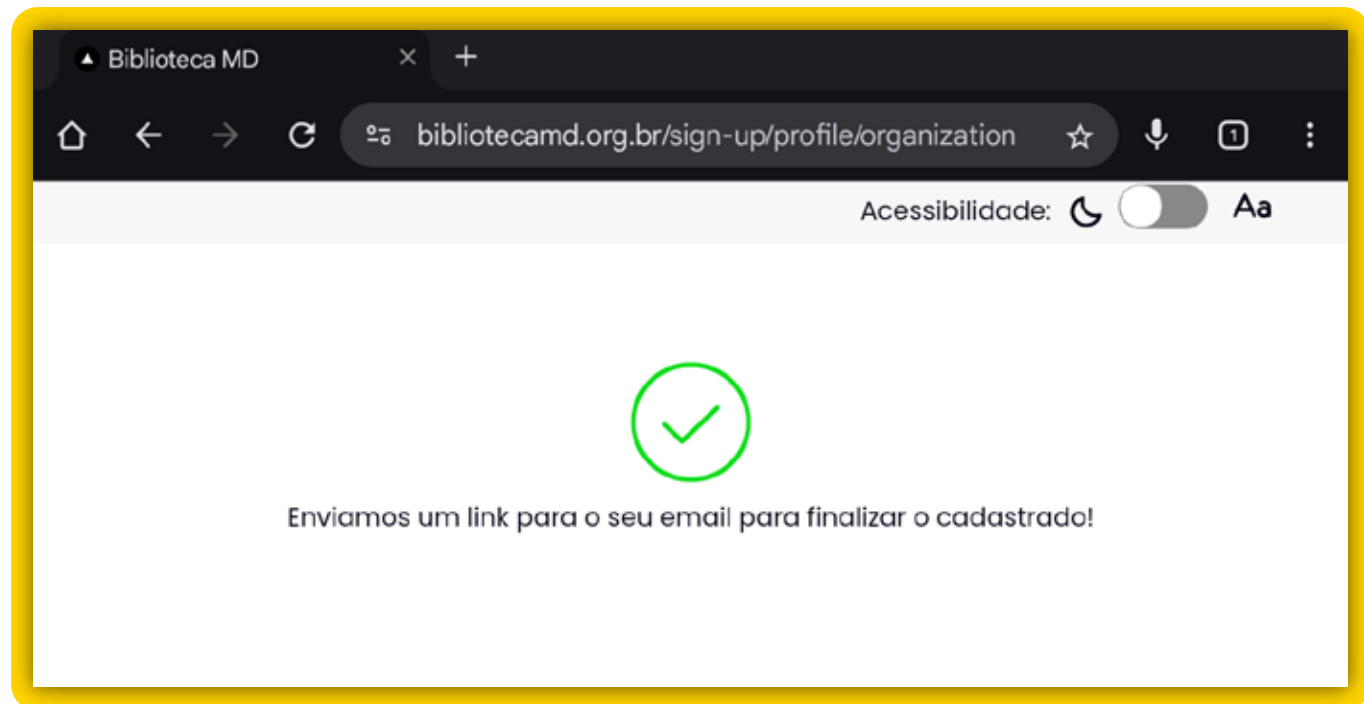 Biblioteca MD
bibliotecamd.org.br/sign-up/profile/organization
1
Acessibilidade:
Aa
Enviamos um link para o seu email para finalizar o cadastrado!